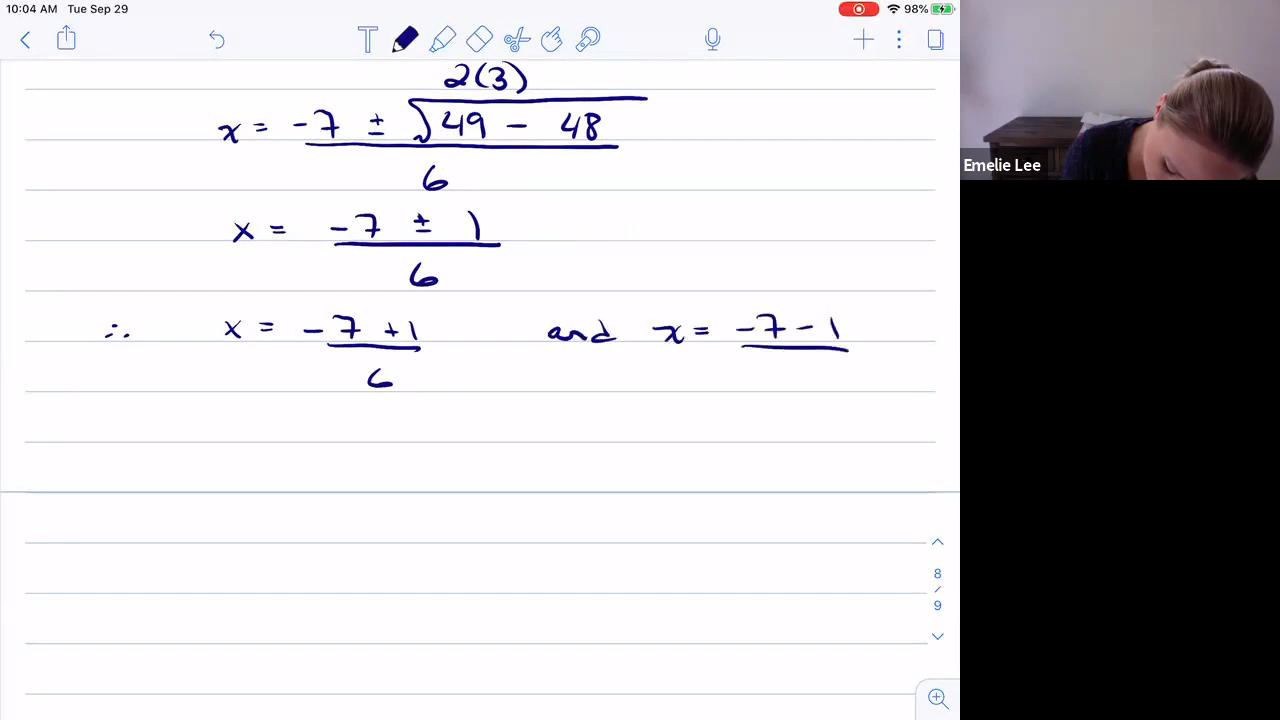 10:04 AM Tue Sep 29
98%
T
2(3)
x = -7 ± √49 - 48
6
x = -7 ± 1
6
∴ x = -7 +1 and x = -7 - 1
6
8
/
9
Emelie Lee